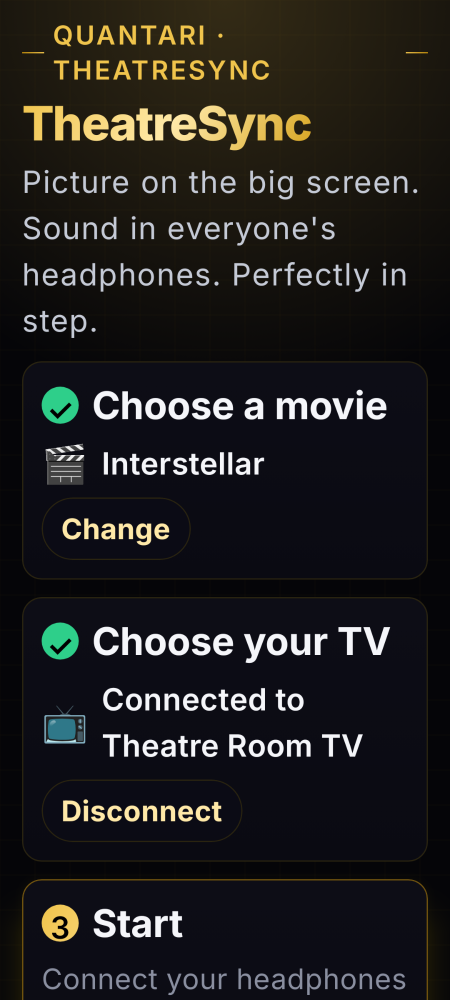 QUANTARI ·
THEATRESYNC
TheatreSync
Picture on the big screen.
Sound in everyone's
headphones. Perfectly in
step.
Choose a movie
Interstellar
Change
Choose your TV
Connected to
Theatre Room TV
Disconnect
3 Start
Connect your headphones